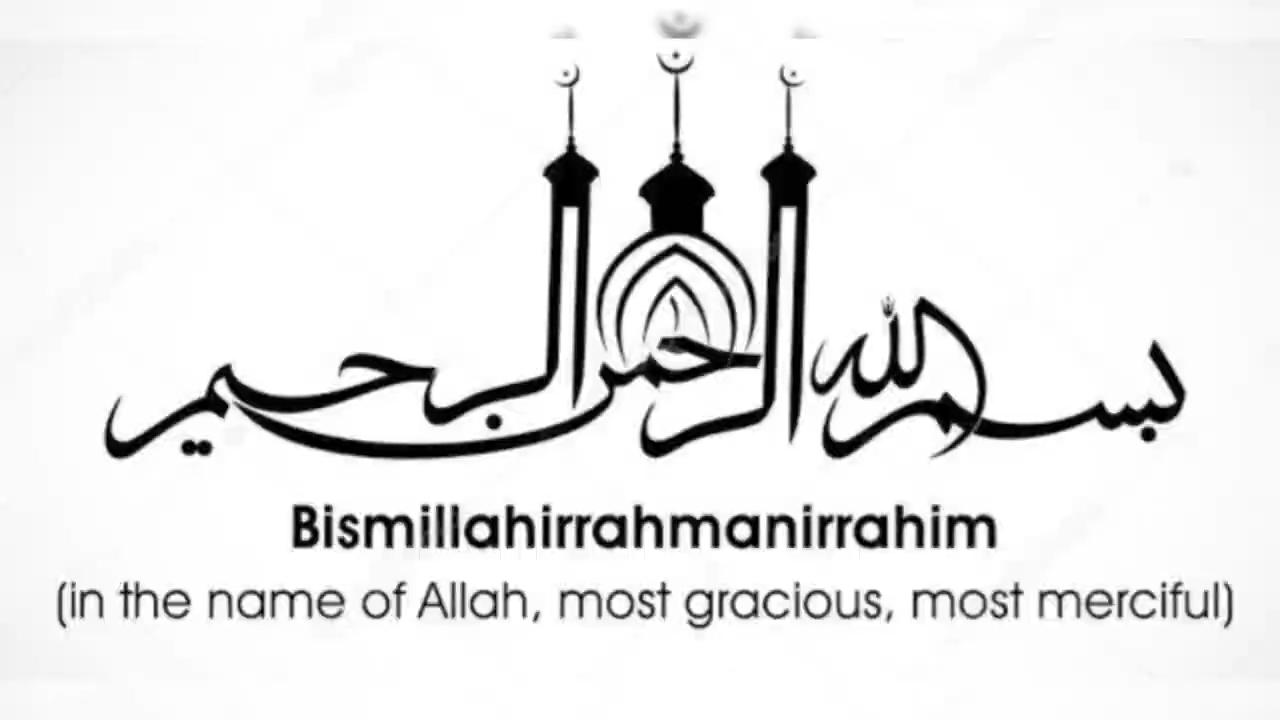 بسم الله الرحمن الرحيم
Bismillahirrahmanirrahim
(in the name of Allah, most gracious, most merciful)